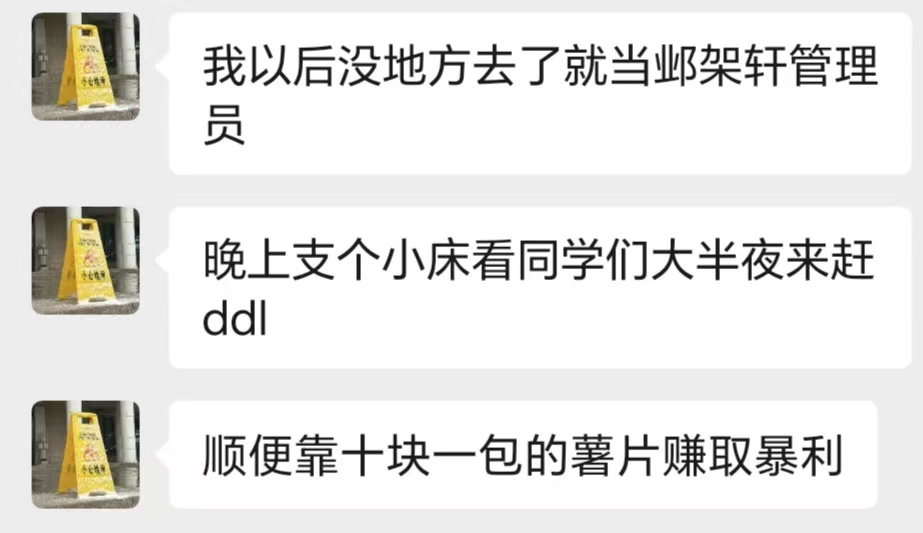 我以后没地方去了就当邺架轩管理
员
晚上支个小床看同学们大半夜来赶
ddl
顺便靠十块一包的薯片赚取暴利